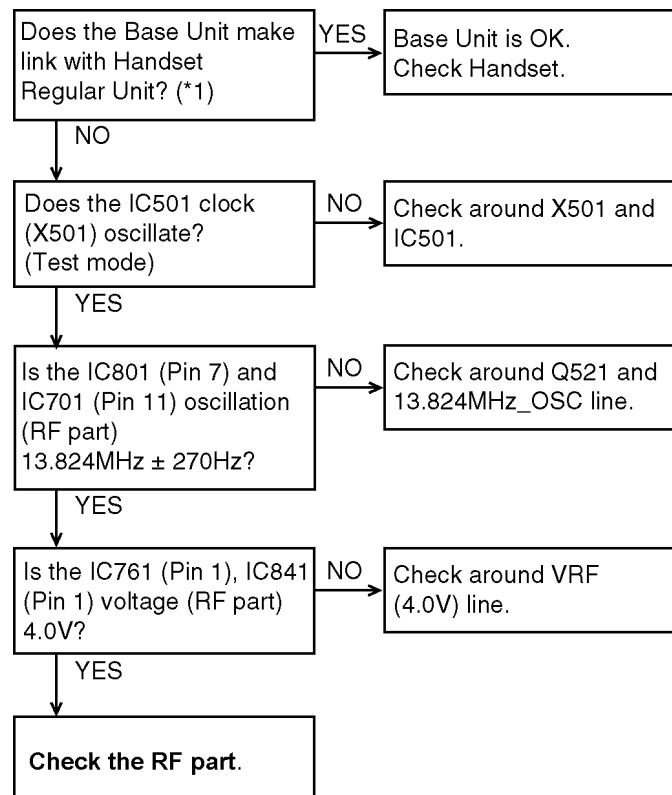 Does the Base Unit make
link with Handset
Regular Unit? (*1)
YES
Base Unit is OK.
Check Handset.
NO
Does the IC501 clock
(X501) oscillate?
(Test mode)
NO
Check around X501 and
IC501.
YES
Is the IC801 (Pin 7) and
IC701 (Pin 11) oscillation
(RF part)
13.824MHz ± 270Hz?
NO
Check around Q521 and
13.824MHz_OSC line.
YES
Is the IC761 (Pin 1), IC841
(Pin 1) voltage (RF part)
4.0V?
NO
Check around VRF
(4.0V) line.
YES
Check the RF part.